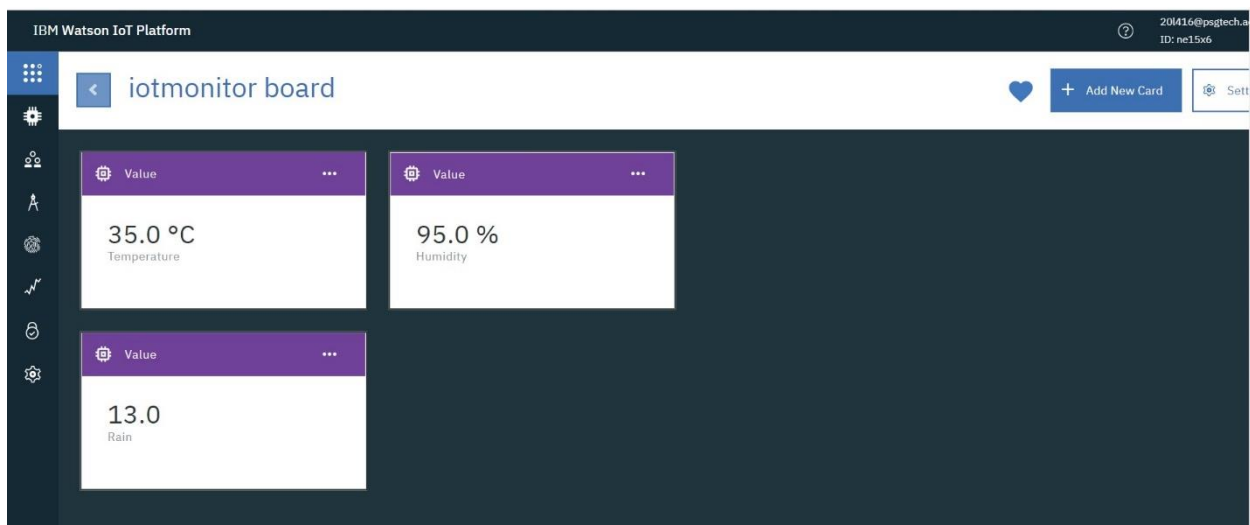 IBM Watson IoT Platform
20l416@psgtech.a
ID: ne15x6
iotmonitor board
+ Add New Card
Sett
Value
35.0 °C
Temperature
Value
95.0 %
Humidity
Value
13.0
Rain